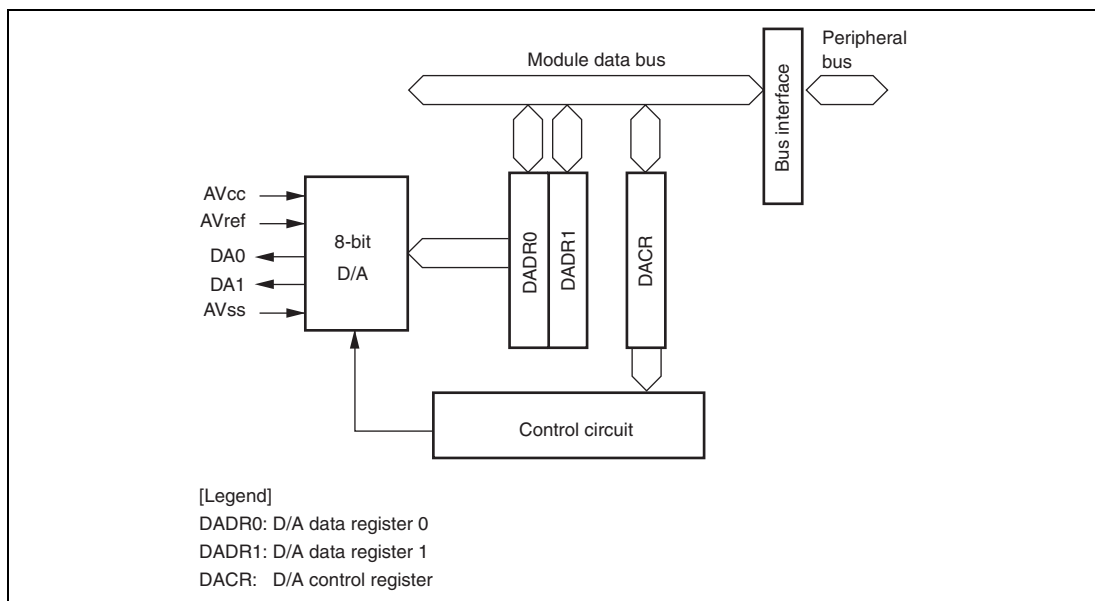 Peripheral
bus
Module data bus
Bus interface
AVcc
AVref
DA0
DA1
AVss
8-bit
D/A
DADR0
DADR1
DACR
Control circuit
[Legend]
DADR0: D/A data register 0
DADR1: D/A data register 1
DACR: D/A control register